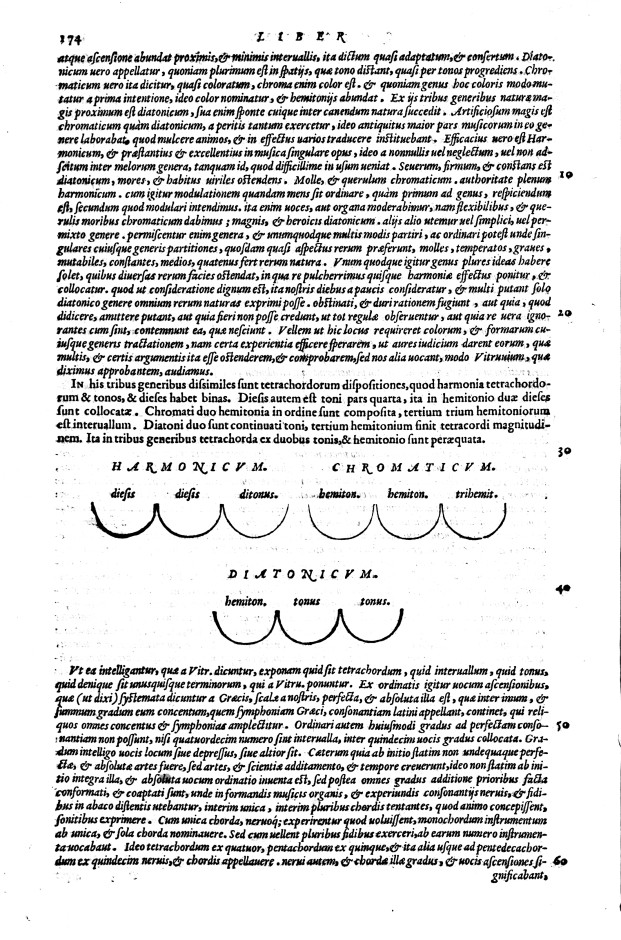 174 LIBER
atque ascensione abundat proximis,& minimis interuallis, ita dictum quasi adaptatum,& consertum. Diato-
nicum uero appellatur, quoniam plurimum est in spatijs, quæ tono distant, quasi per tonos progrediens. Chro-
maticum uero ita dicitur, quasi coloratum, chroma enim color est. & quoniam genus hoc coloris modo mu-
tatur a prima intentione, ideo color nominatur, & hemitonijs abundat. Ex ijs tribus generibus naturæ ma-
gis proximum est diatonicum, sua enim sponte cuique inter canendum natura succedit. Artificiosum magis est
chromaticum quàm diatonicum, a peritis tantum exercetur, ideo antiquitus maior pars musicorum in eo ge-
nere laborabat, quod mulcere animos, & in effectus uarios traducere instituebant. Efficacius uero est Har-
monicum, & præstantius & excellentius in musica singulare opus, ideo a nonnullis uel neglectum, uel non ad-
scitum inter melorum genera, tanquam id, quod difficillime in usum ueniat. Seuerum, firmum, & constans est
diatonicum, mores, & habitus uiriles ostendens. Molle, & querulum chromaticum. authoritate plenum 10
harmonicum. cum igitur modulationem quandam mens sit ordinare, quàm primum ad genus, respiciendum
est, secundum quod modulari intendimus. ita enim uoces, aut organa moderabimur, nam flexibilibus, & que-
rulis moribus chromaticum dabimus; magnis, & heroicis diatonicum. alijs alio utemur uel simplici, uel per-
mixto genere. permiscentur enim genera, & unumquodque multis modis partiri, ac ordinari potest unde sin-
gulares cuiusque generis partitiones, quosdam quasi aspectus rerum præferunt, molles, temperatos, graues,
mutabiles, constantes, medios, quatenus fert rerum natura. Vnum quodque igitur genus plures ideas habere
solet, quibus diuersas rerum facies ostendat, in qua re pulcherrimus quisque harmoniæ effectus ponitur, &
collocatur. quod ut consideratione dignum est, ita nostris diebus a paucis consideratur, & multi putant solo
diatonico genere omnium rerum naturas exprimi posse. obstinati, & duri rationem fugiunt, aut quia, quod
didicere, amittere putant, aut quia fieri non posse credunt, ut tot regulæ obseruentur, aut quia re uera igno- 20
rantes cum sint, contemnunt ea, quæ nesciunt. Vellem ut hic locus requireret colorum, & formarum cu-
iusque generis tractationem, nam certa experientia efficere sperarem, ut aures iudicium darent eorum, quæ
multis, & certis argumentis ita esse ostenderem,& comprobarem, sed nos alia uocant, modo Vitruuium, quæ
diximus approbantem, audiamus.
IN his tribus generibus dissimiles sunt tetrachordorum dispositiones, quod harmonia tetrachordo-
rum & tonos, & dieses habet binas. Diesis autem est toni pars quarta, ita in hemitonio duæ dieses
sunt collocatæ. Chromati duo hemitonia in ordine sunt composita, tertium trium hemitoniorum
est interuallum. Diatoni duo sunt continuati toni, tertium hemitonium finit tetracordi magnitudi-
nem. Ita in tribus generibus tetrachorda ex duobus tonis,& hemitonio sunt peræquata.
30
HARMONICVM. CHROMATICVM.
diesis diesis ditonus. hemiton. hemiton. trihemit.
DIATONICVM.
40
hemiton. tonus tonus.
Vt ea intelligantur, quæ a Vitr. dicuntur, exponam quid sit tetrachordum, quid interuallum, quid tonus,
quid denique sit unusquisque terminorum, qui a Vitru. ponuntur. Ex ordinatis igitur uocum ascensionibus,
quæ (ut dixi) systemata dicuntur a Græcis, scalæ a nostris, perfecta, & absoluta illa est, quæ inter imum, &
summum gradum eum concentum, quem symphoniam Græci, consonantiam latini appellant, continet, qui reli-
quos omnes concentus & symphonias amplectitur. Ordinari autem huiusmodi gradus ad perfectam conso- 50
nantiam non possunt, nisi quatuordecim numero sint interualla, inter quindecim uocis gradus collocata. Gra-
dum intelligo uocis locum siue depressus, siue altior sit. Cæterum quia ab initio statim non undequaque perfe-
ctæ, & absolutæ artes fuere, sed artes, & scientiæ additamento, & tempore creuerunt, ideo non statim ab ini-
tio integra illa, & absoluta uocum ordinatio inuenta est, sed postea omnes gradus additione prioribus facta
conformati, & coaptati sunt, unde in formandis musicis organis, & experiundis consonantijs neruis,& fidi-
bus in abaco distentis utebantur, interim unica, interim pluribus chordis tentantes, quod animo concepissent,
sonitibus exprimere. Cum unica chorda, neruoq; experirentur quod uoluissent, monochordum instrumentum
ab unica, & sola chorda nominauere. Sed cum uellent pluribus fidibus exerceri, ab earum numero instrumen-
ta uocabant. Ideo tetrachordum ex quatuor, pentachordum ex quinque,& ita alia usque ad pentedecachor-
dum ex quindecim neruis,& chordis appellauere. nerui autem, & chordæ illæ gradus, & uocis ascensiones si- 60
gnificabant,